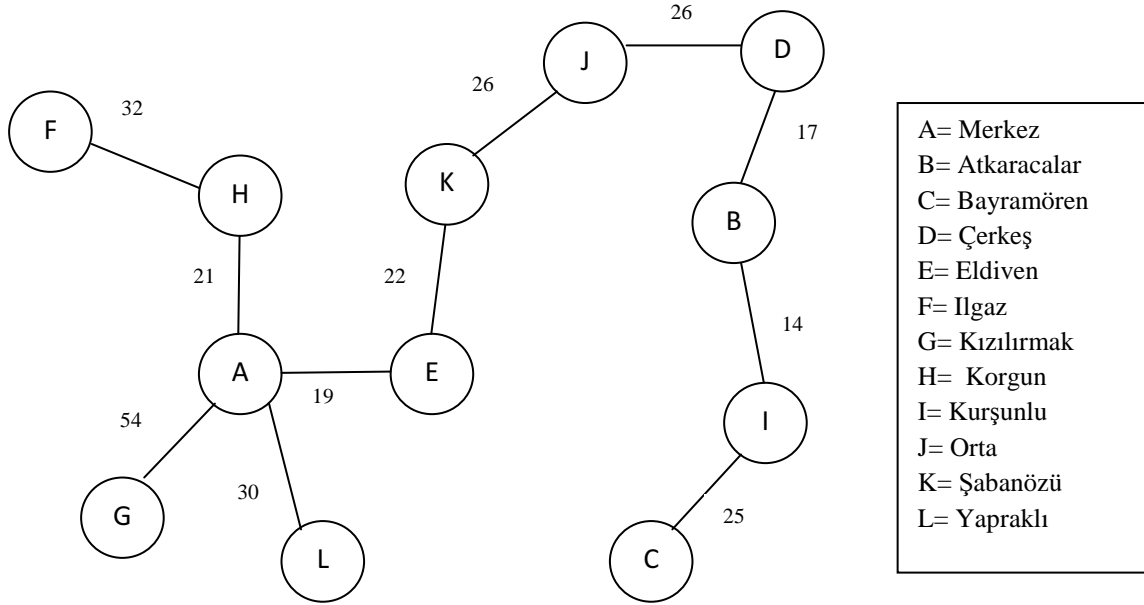 26
J
D
26
32
17
F
K
H
B
21
22
14
A
E
19
54
I
30
G
25
L
C
A= Merkez
B= Atkaracalar
C= Bayramören
D= Çerkeş
E= Eldiven
F= Ilgaz
G= Kızılırmak
H= Korgun
I= Kurşunlu
J= Orta
K= Şabanözü
L= Yapraklı